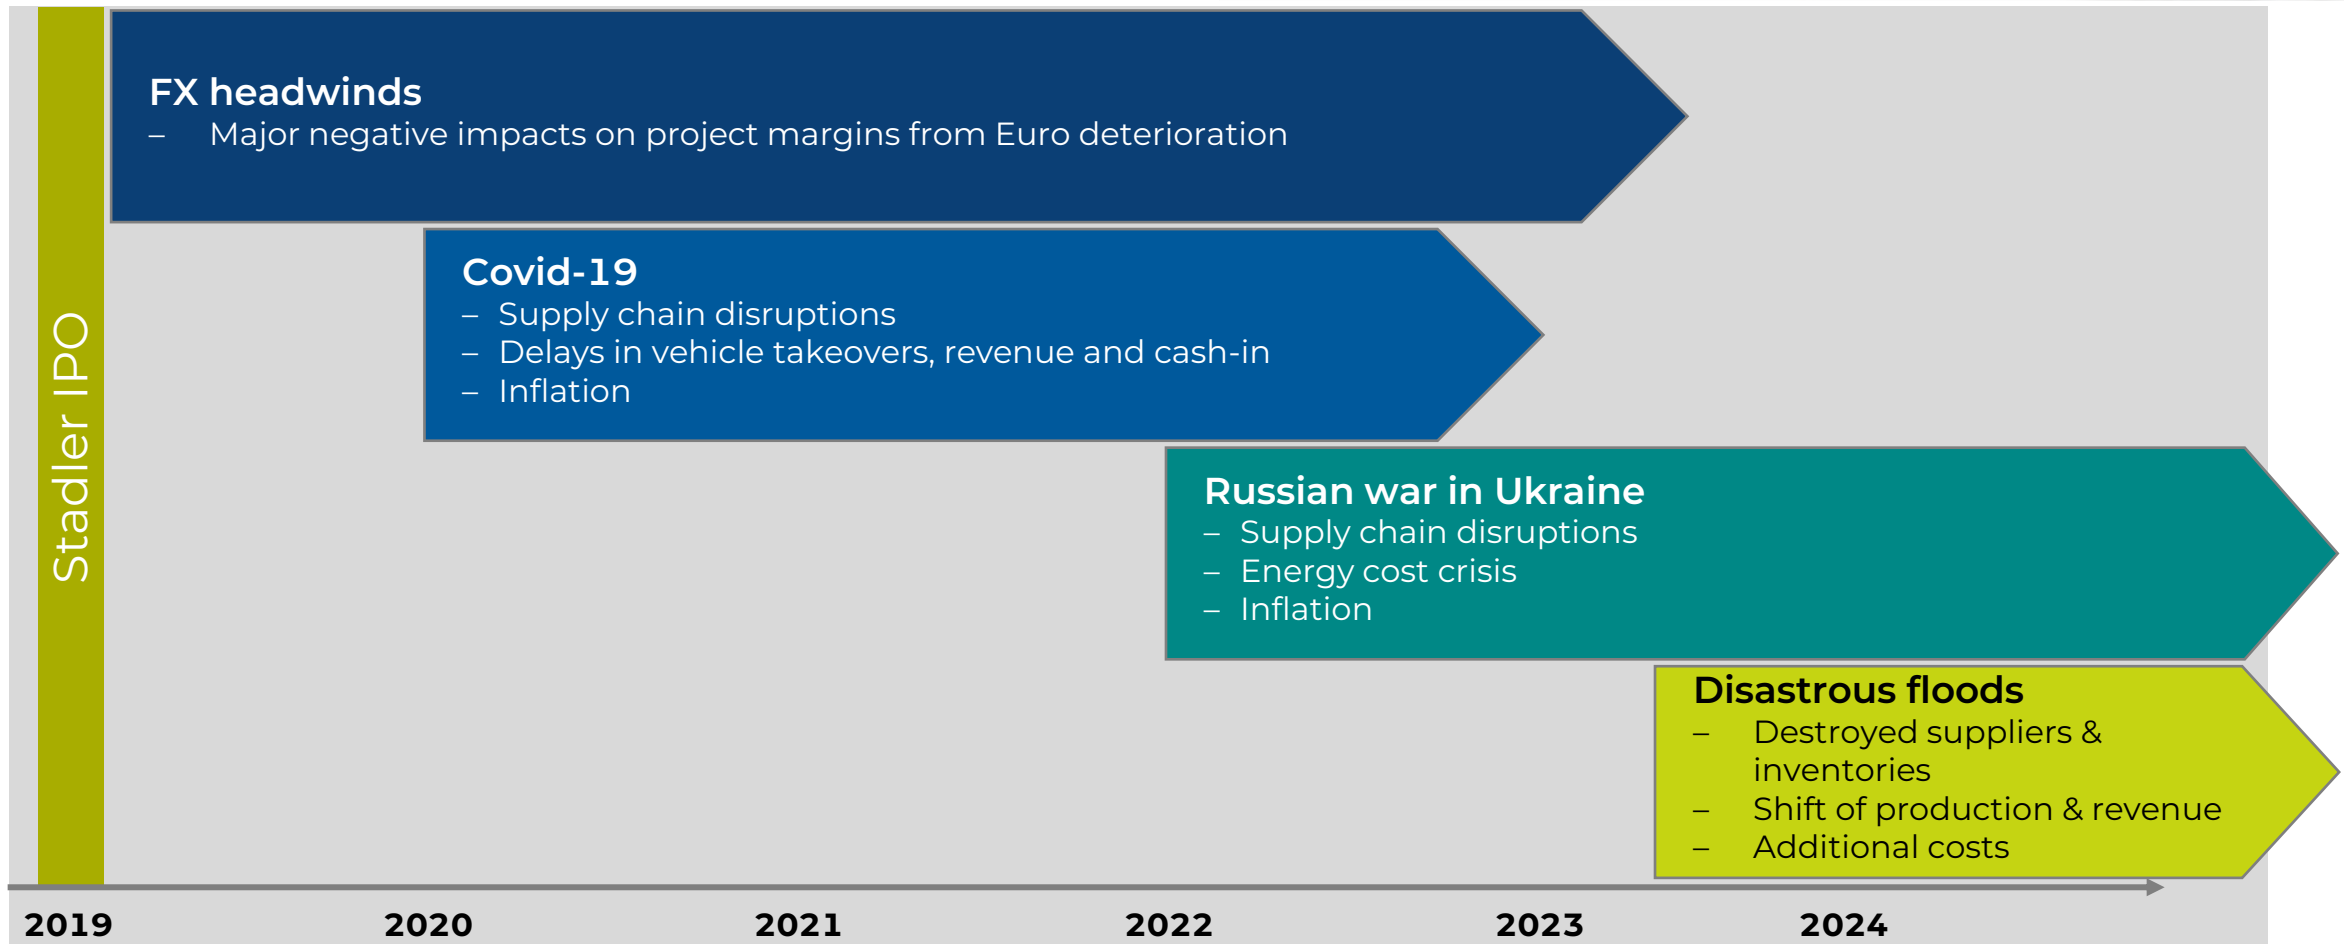 Stadler IPO
FX headwinds
– Major negative impacts on project margins from Euro deterioration
Covid-19
– Supply chain disruptions
– Delays in vehicle takeovers, revenue and cash-in
– Inflation
Russian war in Ukraine
– Supply chain disruptions
– Energy cost crisis
– Inflation
Disastrous floods
– Destroyed suppliers &
inventories
– Shift of production & revenue
– Additional costs
2019 2020 2021 2022 2023 2024